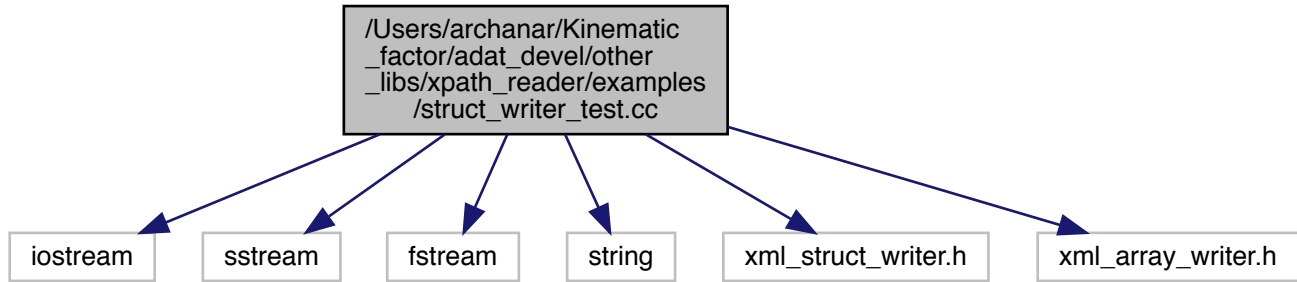 /Users/archanar/Kinematic
_factor/adat_devel/other
_libs/xpath_reader/examples
/struct_writer_test.cc
iostream
sstream
fstream
string
xml_struct_writer.h
xml_array_writer.h